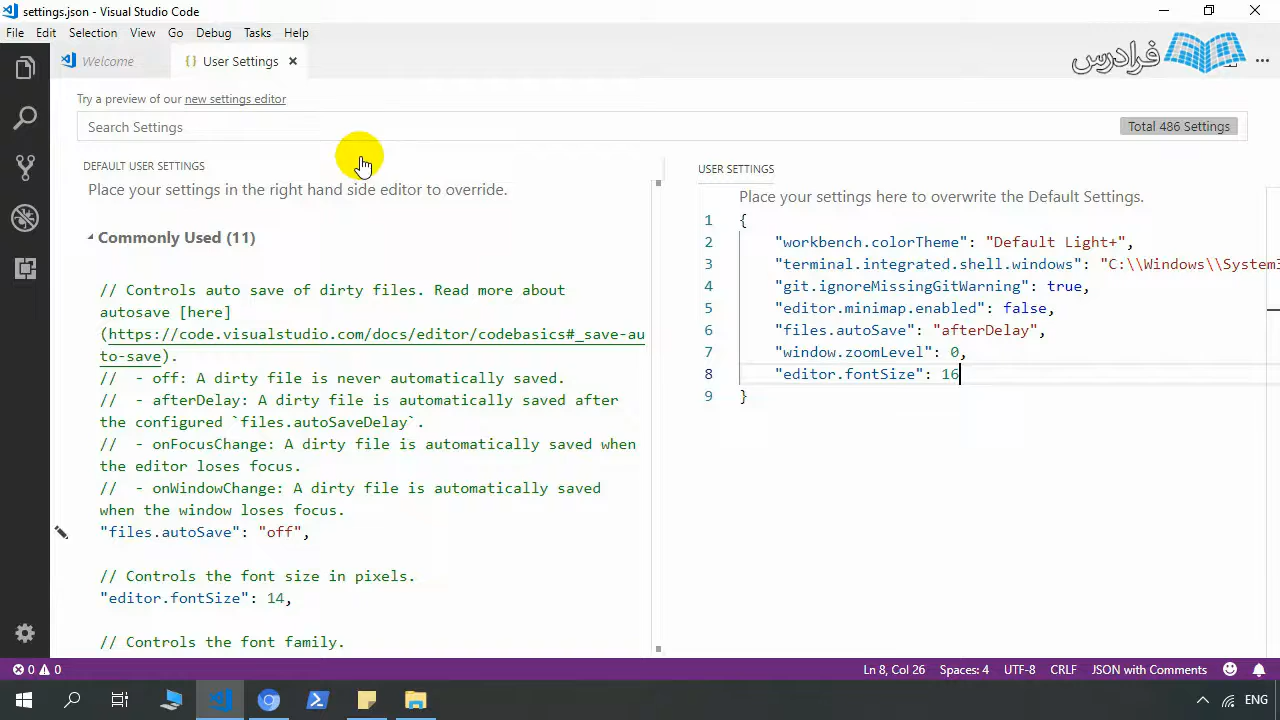 settings.json - Visual Studio Code
File Edit Selection View Go Debug Tasks Help
Welcome
User Settings
فرادرس
Try a preview of our new settings editor
Search Settings
Total 486 Settings
DEFAULT USER SETTINGS
Place your settings in the right hand side editor to override.
Commonly Used (11)
// Controls auto save of dirty files. Read more about
autosave [here]
(https://code.visualstudio.com/docs/editor/codebasics#_save-au
to-save).
//  - off: A dirty file is never automatically saved.
//  - afterDelay: A dirty file is automatically saved after
the configured `files.autoSaveDelay`.
//  - onFocusChange: A dirty file is automatically saved when
the editor loses focus.
//  - onWindowChange: A dirty file is automatically saved
when the window loses focus.
"files.autoSave": "off",
// Controls the font size in pixels.
"editor.fontSize": 14,
// Controls the font family.
USER SETTINGS
Place your settings here to overwrite the Default Settings.
1 {
2 "workbench.colorTheme": "Default Light+",
3 "terminal.integrated.shell.windows": "C:\\Windows\\System3
4 "git.ignoreMissingGitWarning": true,
5 "editor.minimap.enabled": false,
6 "files.autoSave": "afterDelay",
7 "window.zoomLevel": 0,
8 "editor.fontSize": 16
9 }
0 0
Ln 8, Col 26 Spaces: 4 UTF-8 CRLF JSON with Comments
ENG